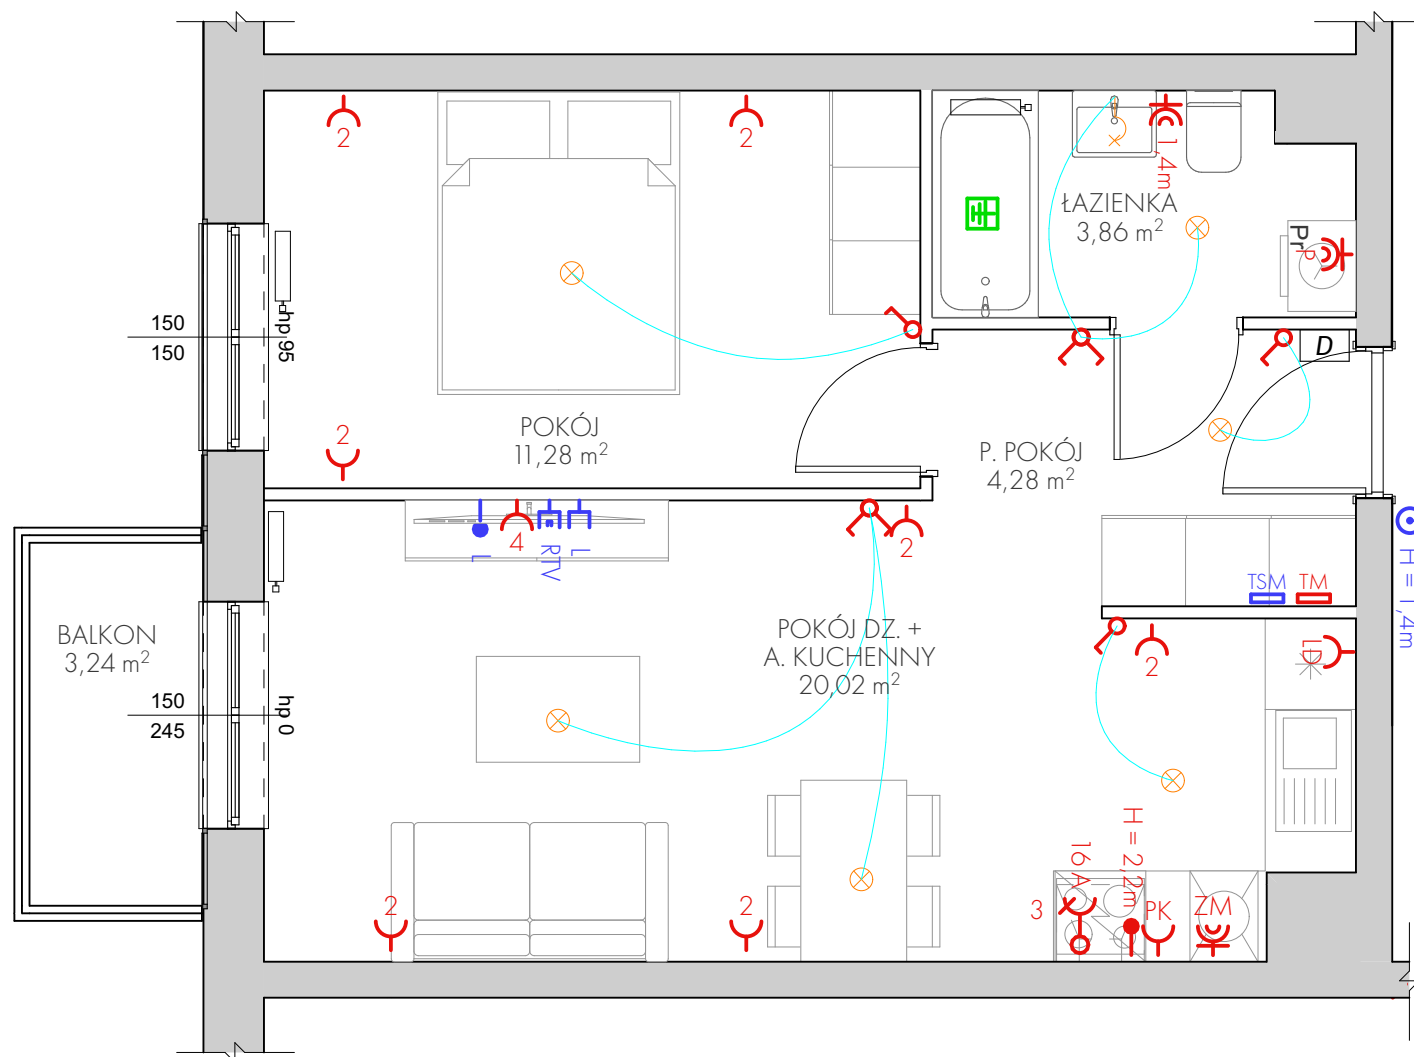 2
2
1,4m
ŁAZIENKA
3,86 m²
Pr
P
150
150
hp95
D
2
POKÓJ
11,28 m²
P. POKÓJ
4,28 m²
L
4
RTV
L
2
TSM
TM
H = 1,4m
BALKON
3,24 m²
POKÓJ DZ. +
A. KUCHENNY
20,02 m²
2
LD
150
245
hp 0
2
2
3
16A
H = 2,2m
PK
ZM